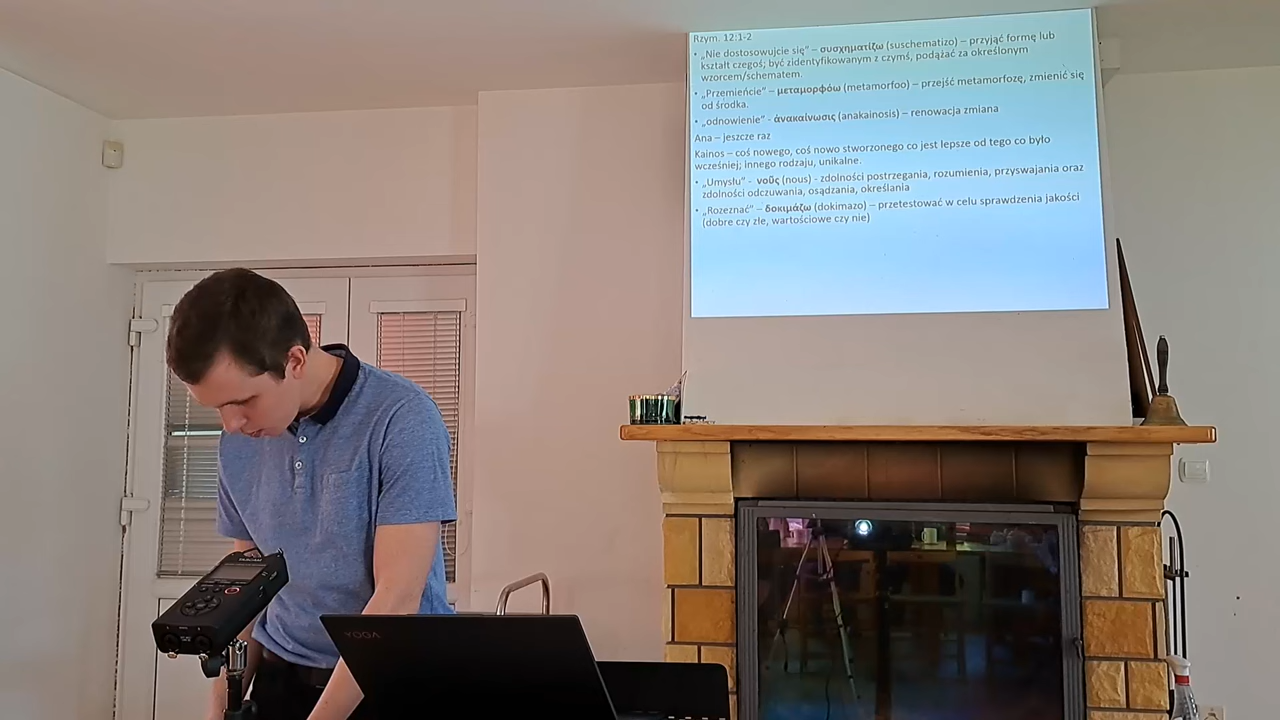 Rzym. 12:1-2
• „Nie dostosowujcie się” – συσχηματίζω (suschematizo) – przyjąć formę lub
kształt czegoś; być zidentyfikowanym z czymś, podążać za określonym
wzorcem/schematem.
• „Przemieńcie” – μεταμορφόω (metamorfoo) – przejść metamorfozę, zmienić się
od środka.
• „odnowienie” - ἀνακαίνωσις (anakainosis) – renowacja zmiana
Ana – jeszcze raz
Kainos – coś nowego, coś nowo stworzonego co jest lepsze od tego co było
wcześniej; innego rodzaju, unikalne.
• „Umysłu” - νοῦς (nous) - zdolności postrzegania, rozumienia, przyswajania oraz
zdolności odczuwania, osądzania, określania
• „Rozeznać” – δοκιμάζω (dokimazo) – przetestować w celu sprawdzenia jakości
(dobre czy złe, wartościowe czy nie)
TASCAM
YOGA